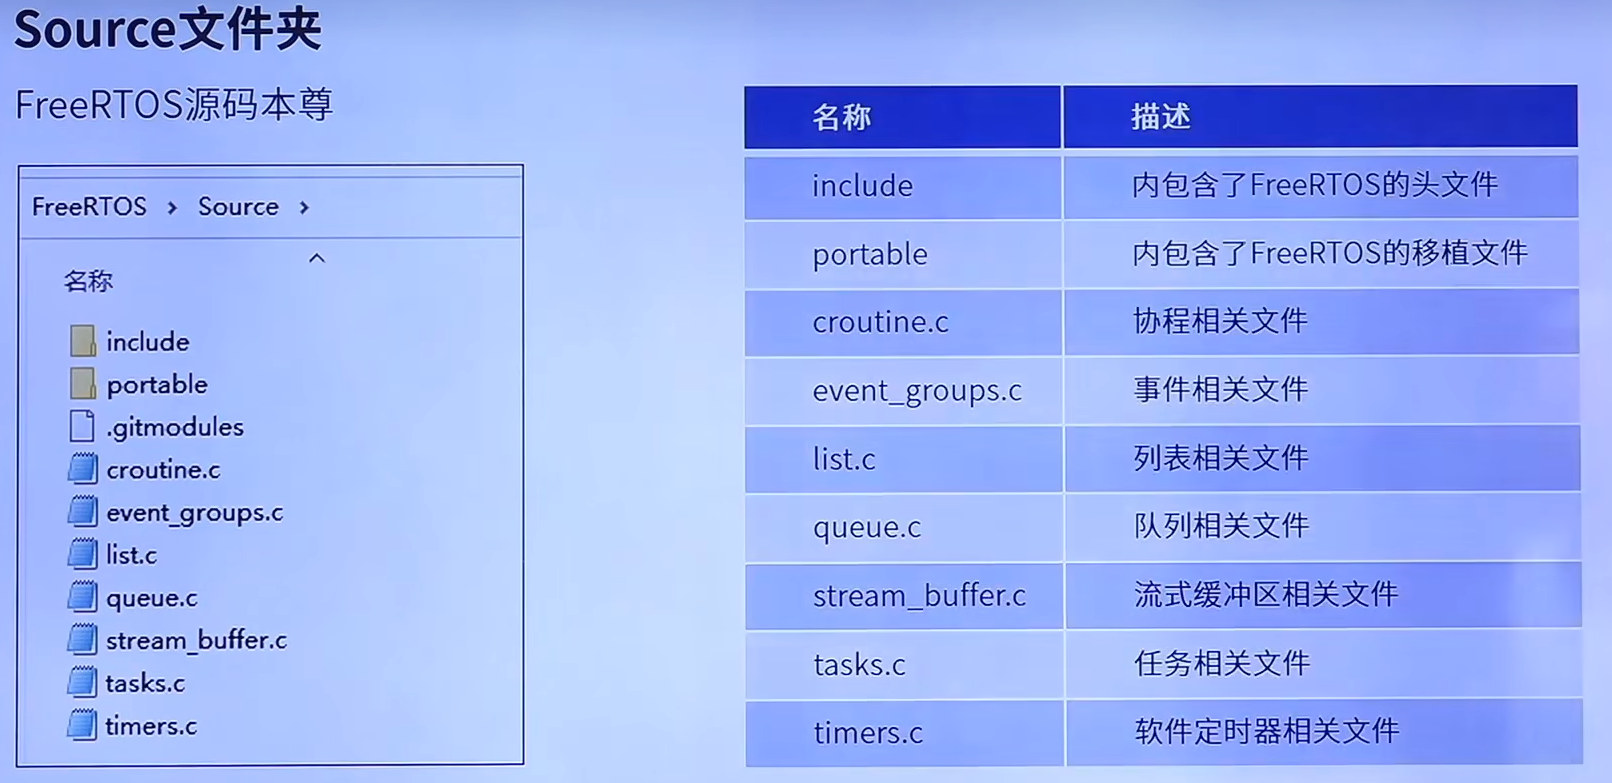 Source文件夹
FreeRTOS源码本尊
FreeRTOS > Source >
名称
include
portable
.gitmodules
croutine.c
event_groups.c
list.c
queue.c
stream_buffer.c
tasks.c
timers.c
名称 描述
include 内包含了FreeRTOS的头文件
portable 内包含了FreeRTOS的移植文件
croutine.c 协程相关文件
event_groups.c 事件相关文件
list.c 列表相关文件
queue.c 队列相关文件
stream_buffer.c 流式缓冲区相关文件
tasks.c 任务相关文件
timers.c 软件定时器相关文件